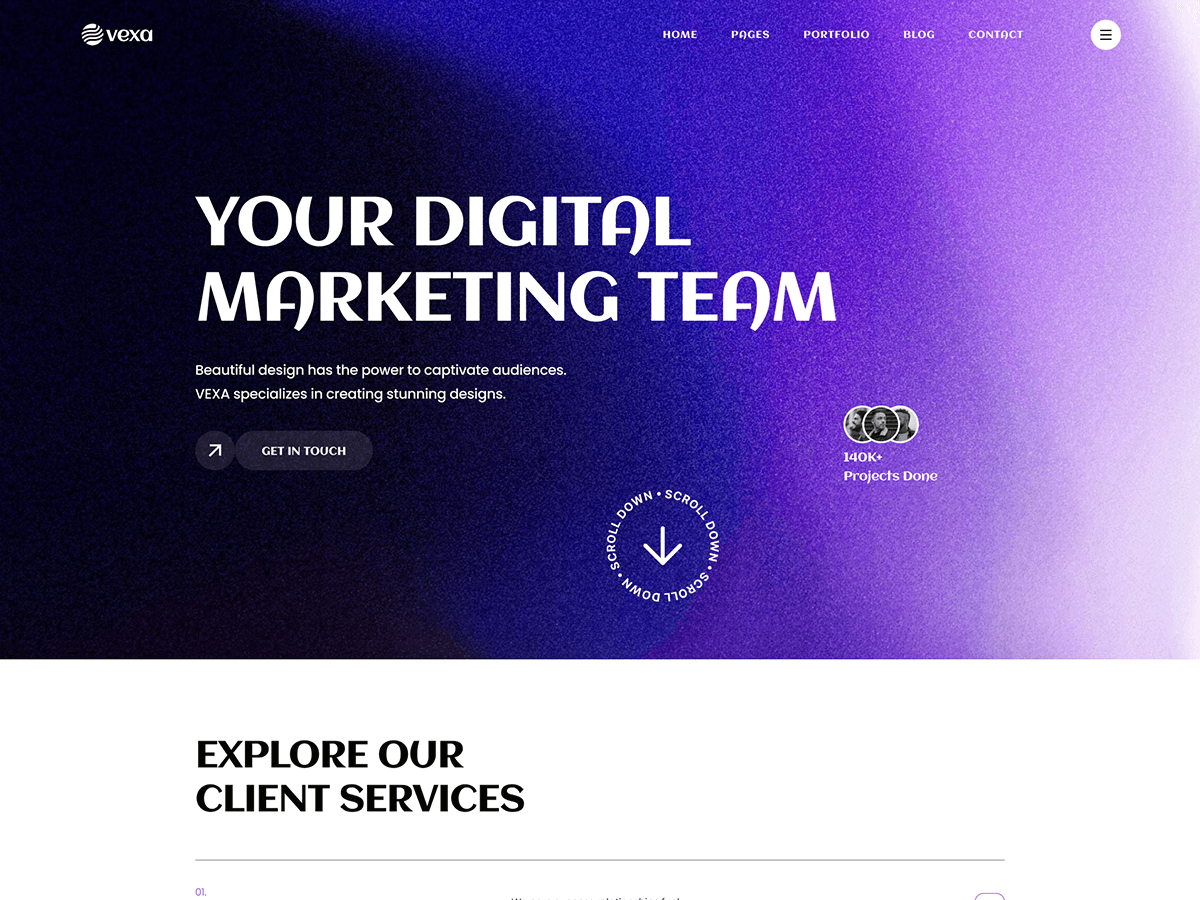 vexa
HOME
PAGES
PORTFOLIO
BLOG
CONTACT
YOUR DIGITAL
MARKETING TEAM
Beautiful design has the power to captivate audiences.
VEXA specializes in creating stunning designs.
GET IN TOUCH
140K+
Projects Done
SCROLL DOWN • SCROLL DOWN • SCROLL DOWN •
EXPLORE OUR
CLIENT SERVICES
01.